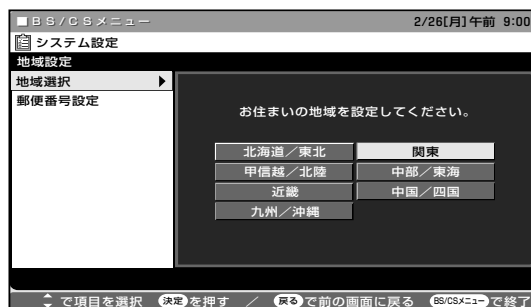 ■BS/CSメニュー 2/26[月]午前 9:00
システム設定
地域設定
地域選択
郵便番号設定
お住まいの地域を設定してください。
北海道／東北 関東
甲信越／北陸 中部／東海
近畿 中国／四国
九州／沖縄
で項目を選択 決定を押す ／ 戻るで前の画面に戻る BS/CSメニューで終了